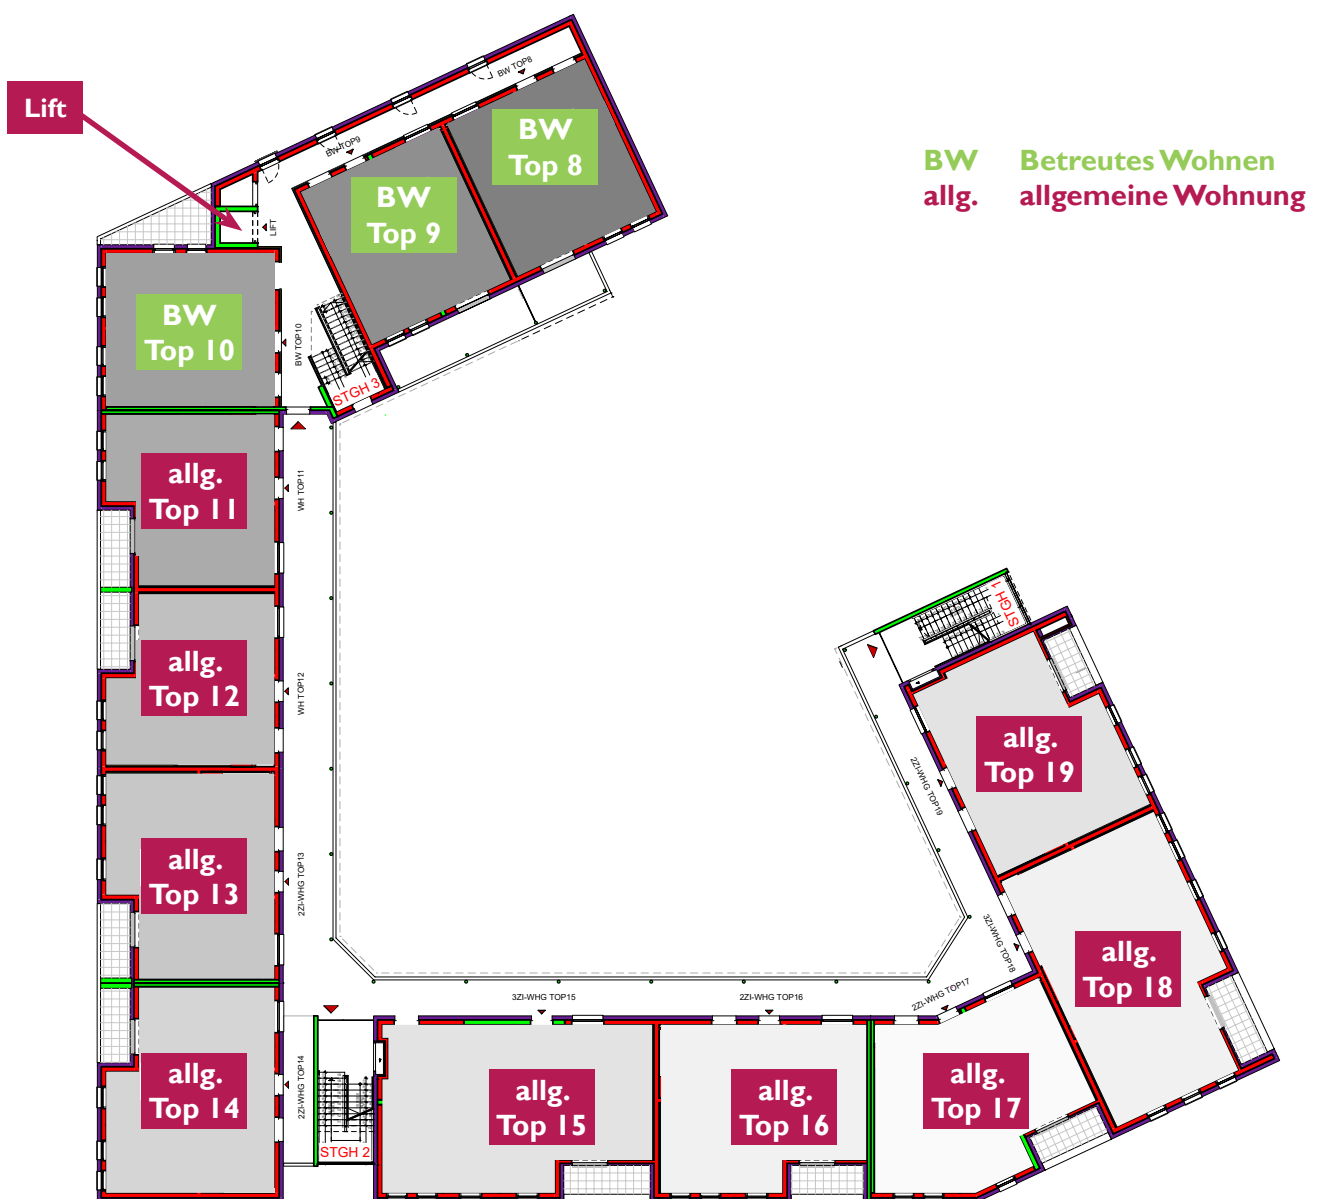 Lift
BW Betreutes Wohnen
allg. allgemeine Wohnung
BW TOP8
BW
Top 8
BW TOP9
BW
Top 9
LIFT
BW
Top 10
BW TOP10
STGH 3
allg.
Top 11
WH TOP11
allg.
Top 12
WH TOP12
allg.
Top 13
2ZI-WHG TOP13
allg.
Top 14
2ZI-WHG TOP14
STGH 2
3ZI-WHG TOP15
allg.
Top 15
2ZI-WHG TOP16
allg.
Top 16
2ZI-WHG TOP17
allg.
Top 17
3ZI-WHG TOP18
allg.
Top 18
2ZI-WHG TOP19
allg.
Top 19
STGH 1